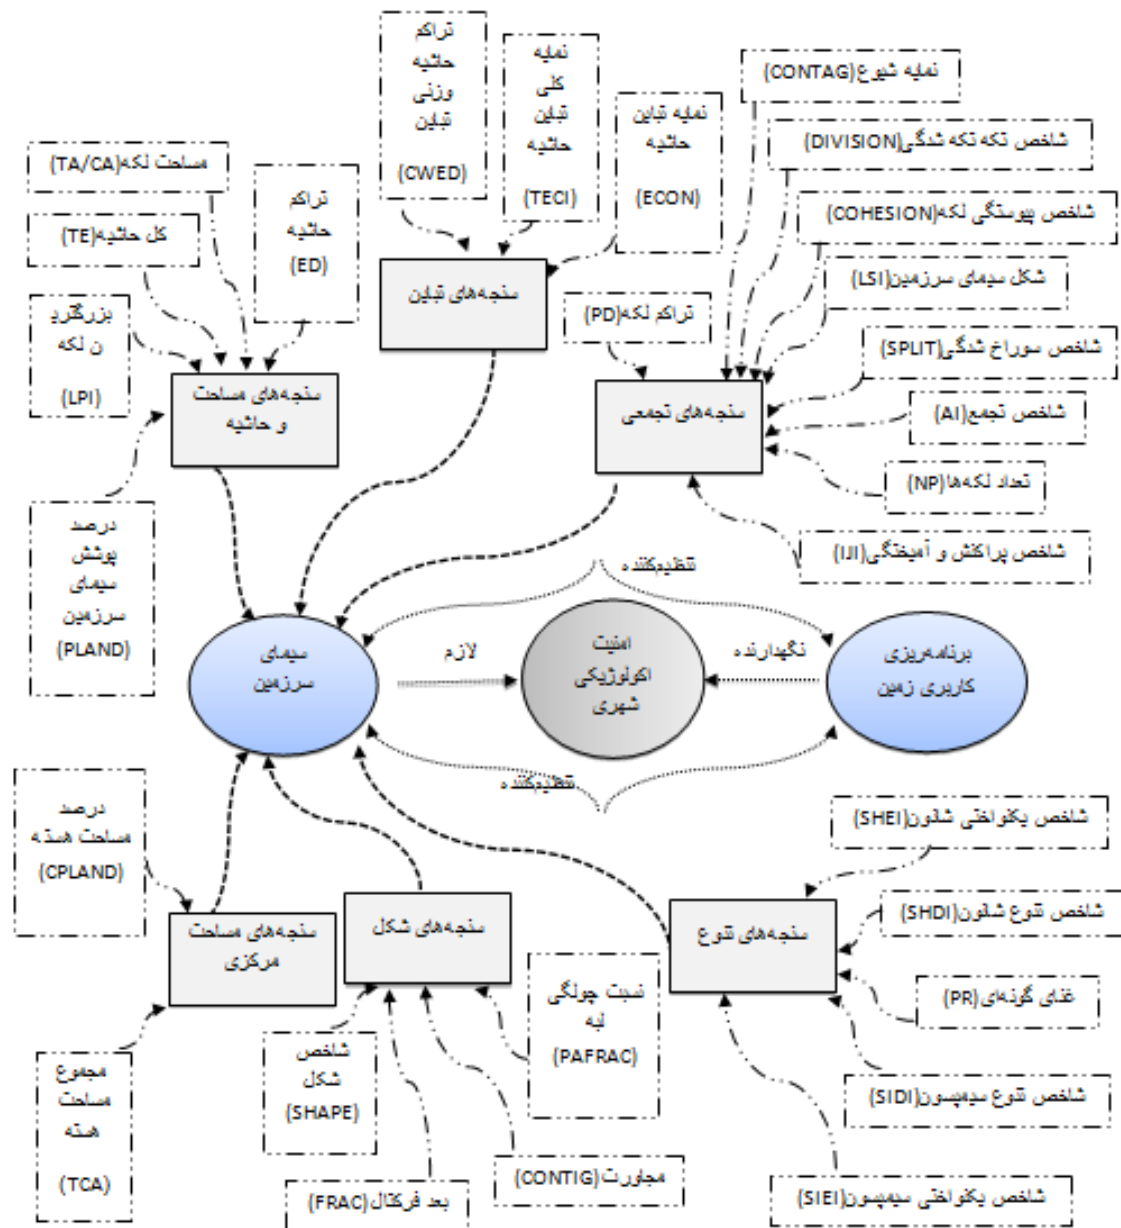 تراکم
حاشیه
وزنی
تباین
(CWED)
نمایه
کلی
تباین
حاشیه
(TECI)
نمایه تباین
حاشیه
(ECON)
نمایه شیوع(CONTAG)
شاخص تکه تکه شدگی(DIVISION)
شاخص پیوستگی لکه(COHESION)
شکل سیمای سرزمین(LSI)
شاخص سوراخ شدگی(SPLIT)
شاخص تجمع(AI)
تعداد لکه‌ها(NP)
شاخص پراکنش و آمیختگی(IJI)
تراکم لکه(PD)
سنجه‌های تجمعی
سنجه‌های تباین
مساحت لکه(TA/CA)
کل حاشیه(TE)
تراکم
حاشیه
(ED)
بزرگتری
ن لکه
(LPI)
سنجه‌های مساحت
و حاشیه
درصد
پوشش
سیمای
سرزمین
(PLAND)
تنظیم‌کننده
برنامه‌ریزی
کاربری زمین
نگهدارنده
امنیت
اکولوژیکی
شهری
لازم
سیمای
سرزمین
تنظیم‌کننده
درصد
مساحت هسته
(CPLAND)
سنجه‌های مساحت
مرکزی
مجموع
مساحت
هسته
(TCA)
سنجه‌های شکل
شاخص
شکل
(SHAPE)
بعد فرکتال(FRAC)
مجاورت(CONTIG)
نسبت چولگی
لبه
(PAFRAC)
سنجه‌های تنوع
شاخص یکنواختی شانون(SHEI)
شاخص تنوع شانون(SHDI)
غنای گونه‌ای(PR)
شاخص تنوع سیمپسون(SIDI)
شاخص یکنواختی سیمپسون(SIEI)